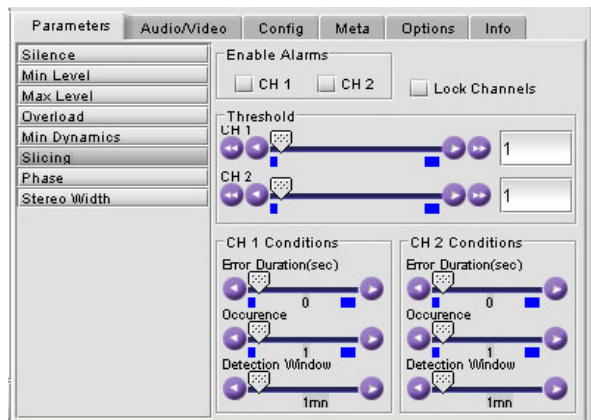 Parameters Audio/Video Config Meta Options Info
Silence
Min Level
Max Level
Overload
Min Dynamics
Slicing
Phase
Stereo Width
Enable Alarms
CH 1 CH 2 Lock Channels
Threshold
CH 1
1
CH 2
1
CH 1 Conditions
Error Duration(sec)
0
Occurence
1
Detection Window
1mn
CH 2 Conditions
Error Duration(sec)
0
Occurence
1
Detection Window
1mn